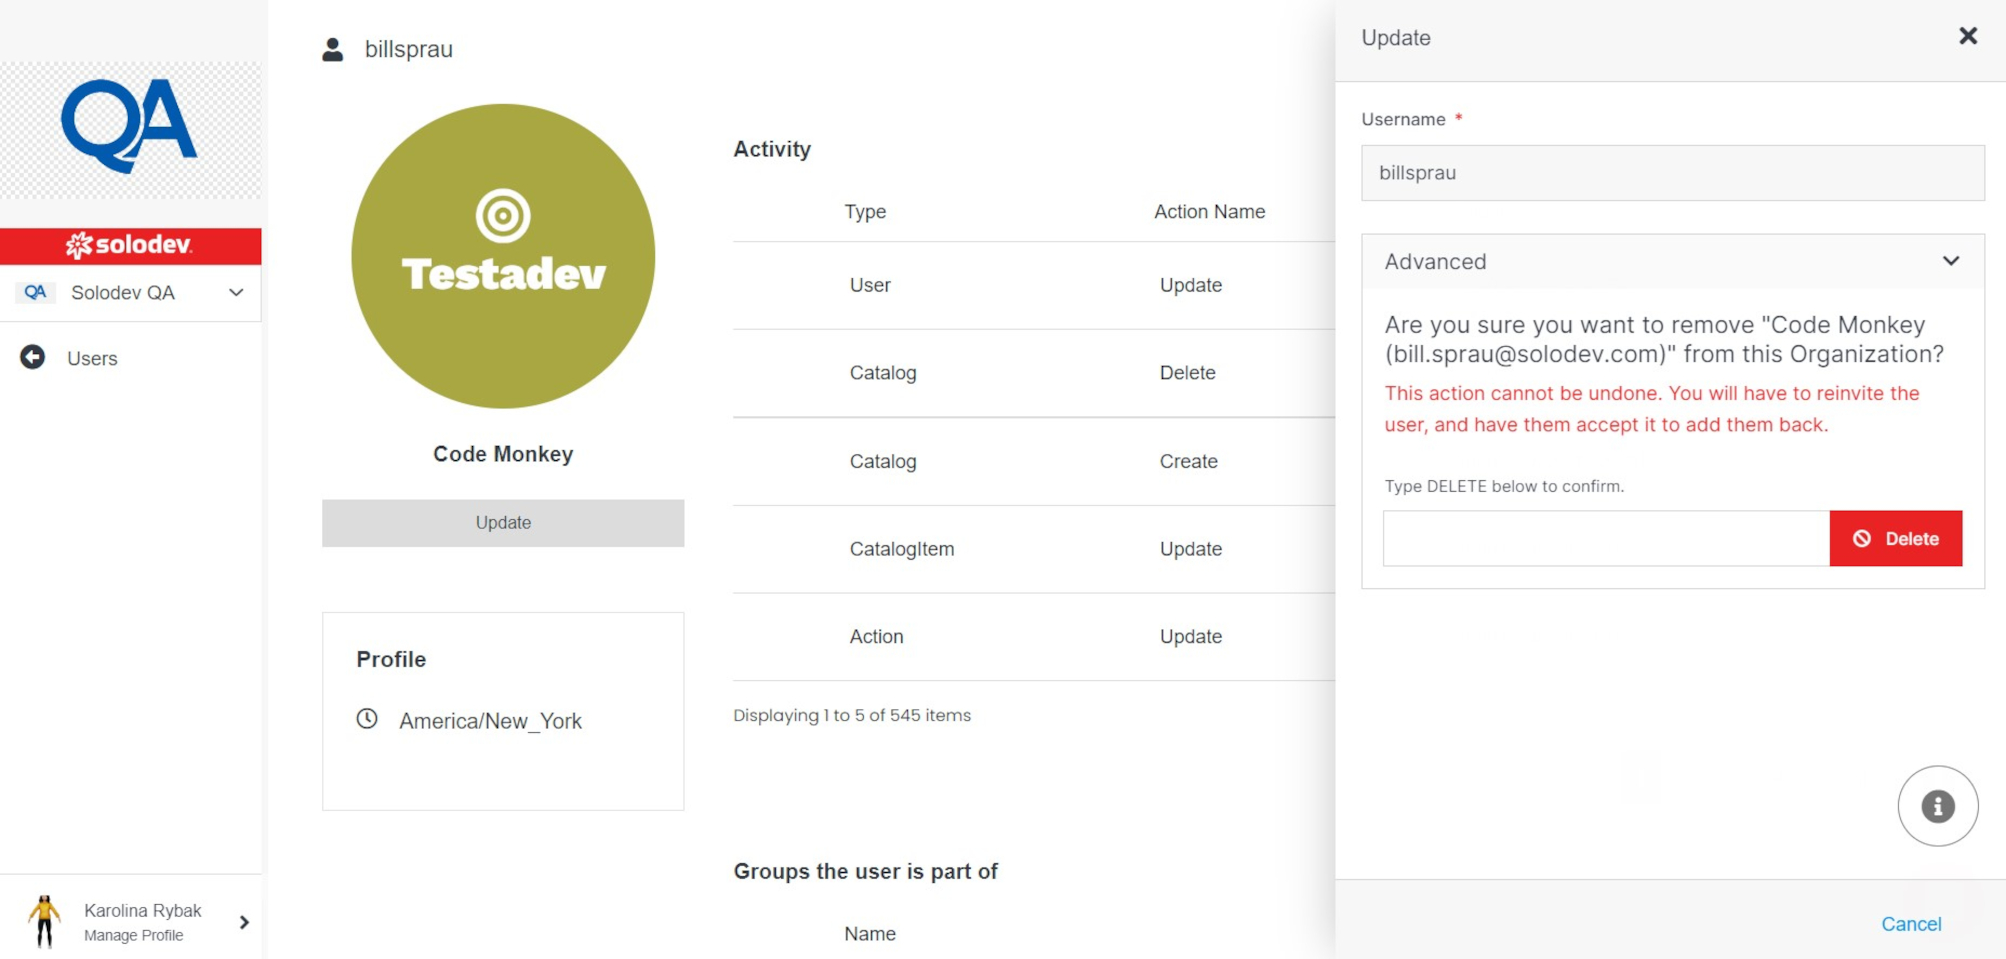 QA
solodev
QA Solodev QA
Users
Karolina Rybak
Manage Profile
billsprau
Testadev
Code Monkey
Update
Profile
America/New_York
Activity
Type Action Name
User Update
Catalog Delete
Catalog Create
CatalogItem Update
Action Update
Displaying 1 to 5 of 545 items
Groups the user is part of
Name
Update
Username *
billsprau
Advanced
Are you sure you want to remove "Code Monkey
(bill.sprau@solodev.com)" from this Organization?
This action cannot be undone. You will have to reinvite the
user, and have them accept it to add them back.
Type DELETE below to confirm.
Delete
Cancel